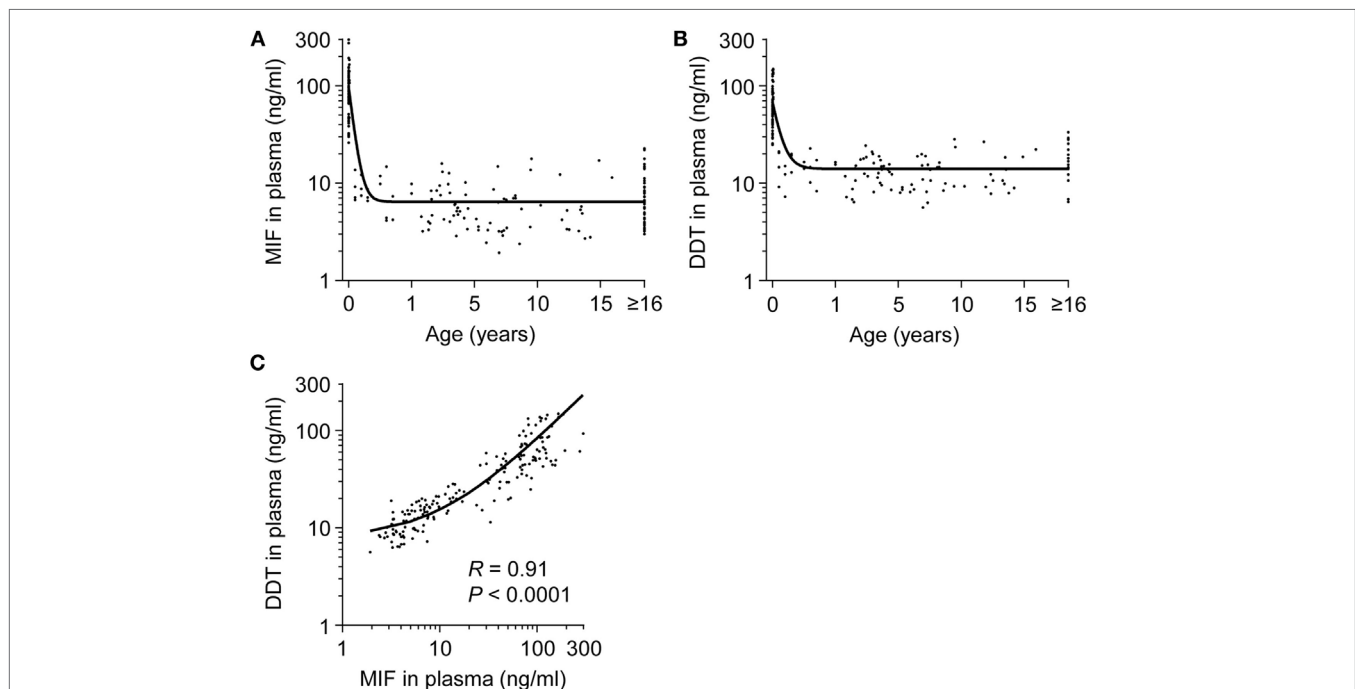 A
300
100
10
1
MIF in plasma (ng/ml)
0 1 5 10 15 ≥16
Age (years)
B
300
100
10
1
DDT in plasma (ng/ml)
0 1 5 10 15 ≥16
Age (years)
C
300
100
10
1
DDT in plasma (ng/ml)
R = 0.91
P < 0.0001
1 10 100 300
MIF in plasma (ng/ml)